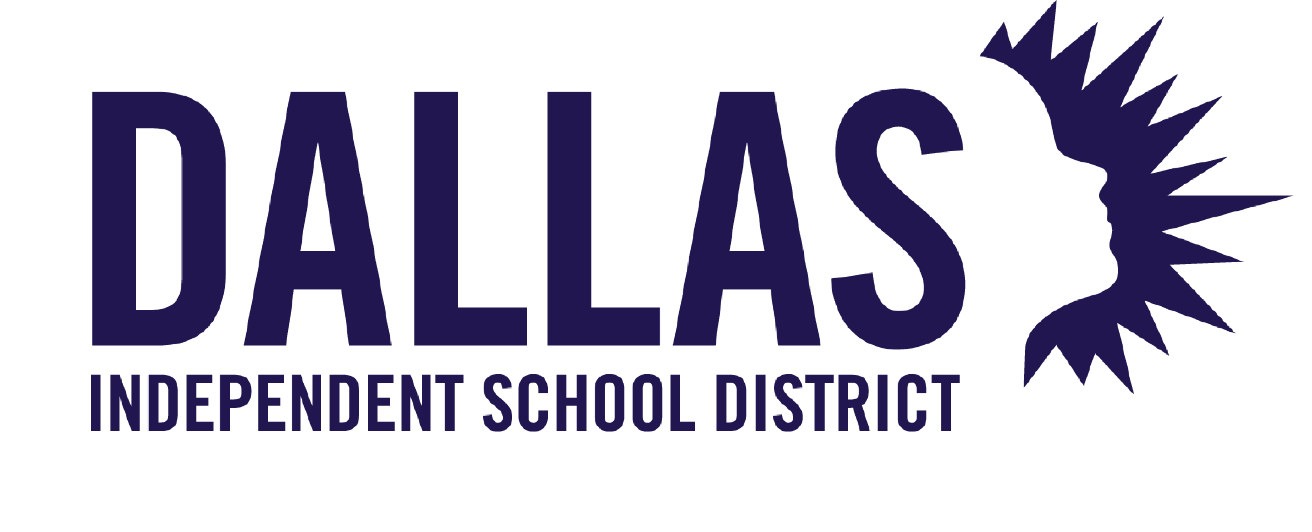 DALLAS
INDEPENDENT SCHOOL DISTRICT